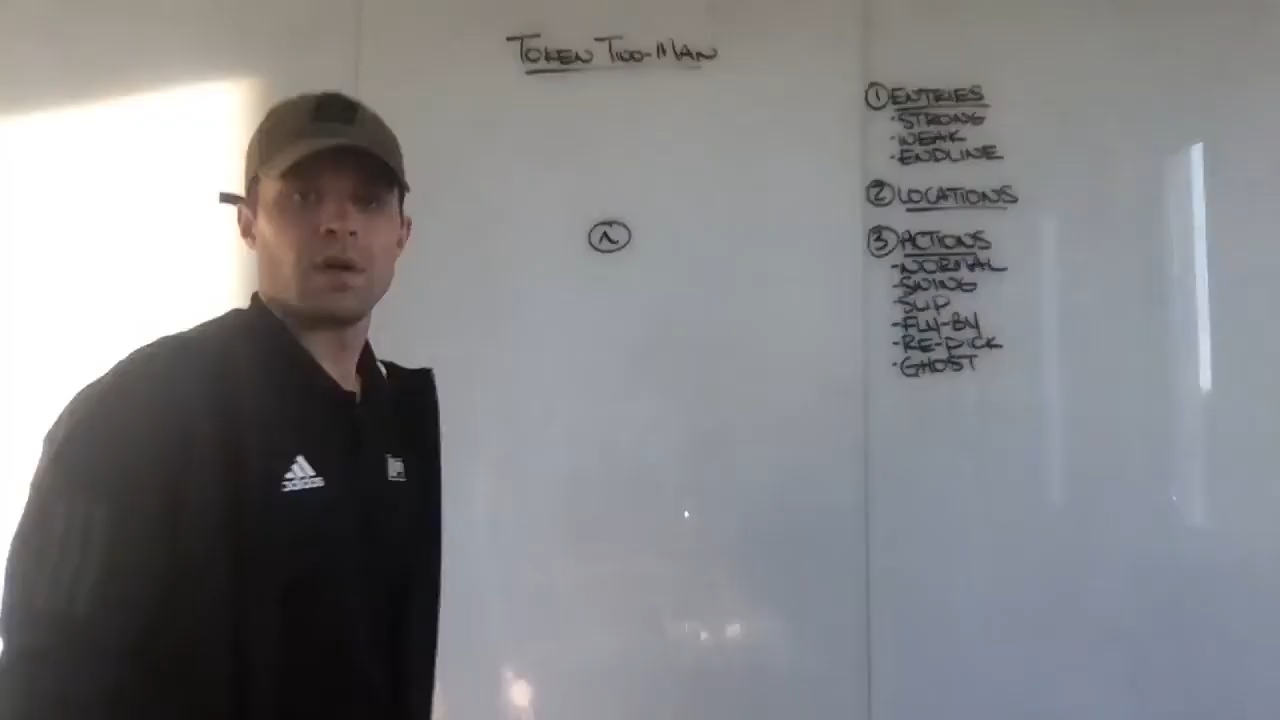 TOKEN TWO-MAN
① ENTRIES
·STRONG
·WEAK
·ENDLINE
② LOCATIONS
③ ACTIONS
-NORMAL
-SWING
-SLIP
-FLY-BY
-RE-PICK
·GHOST
adidas